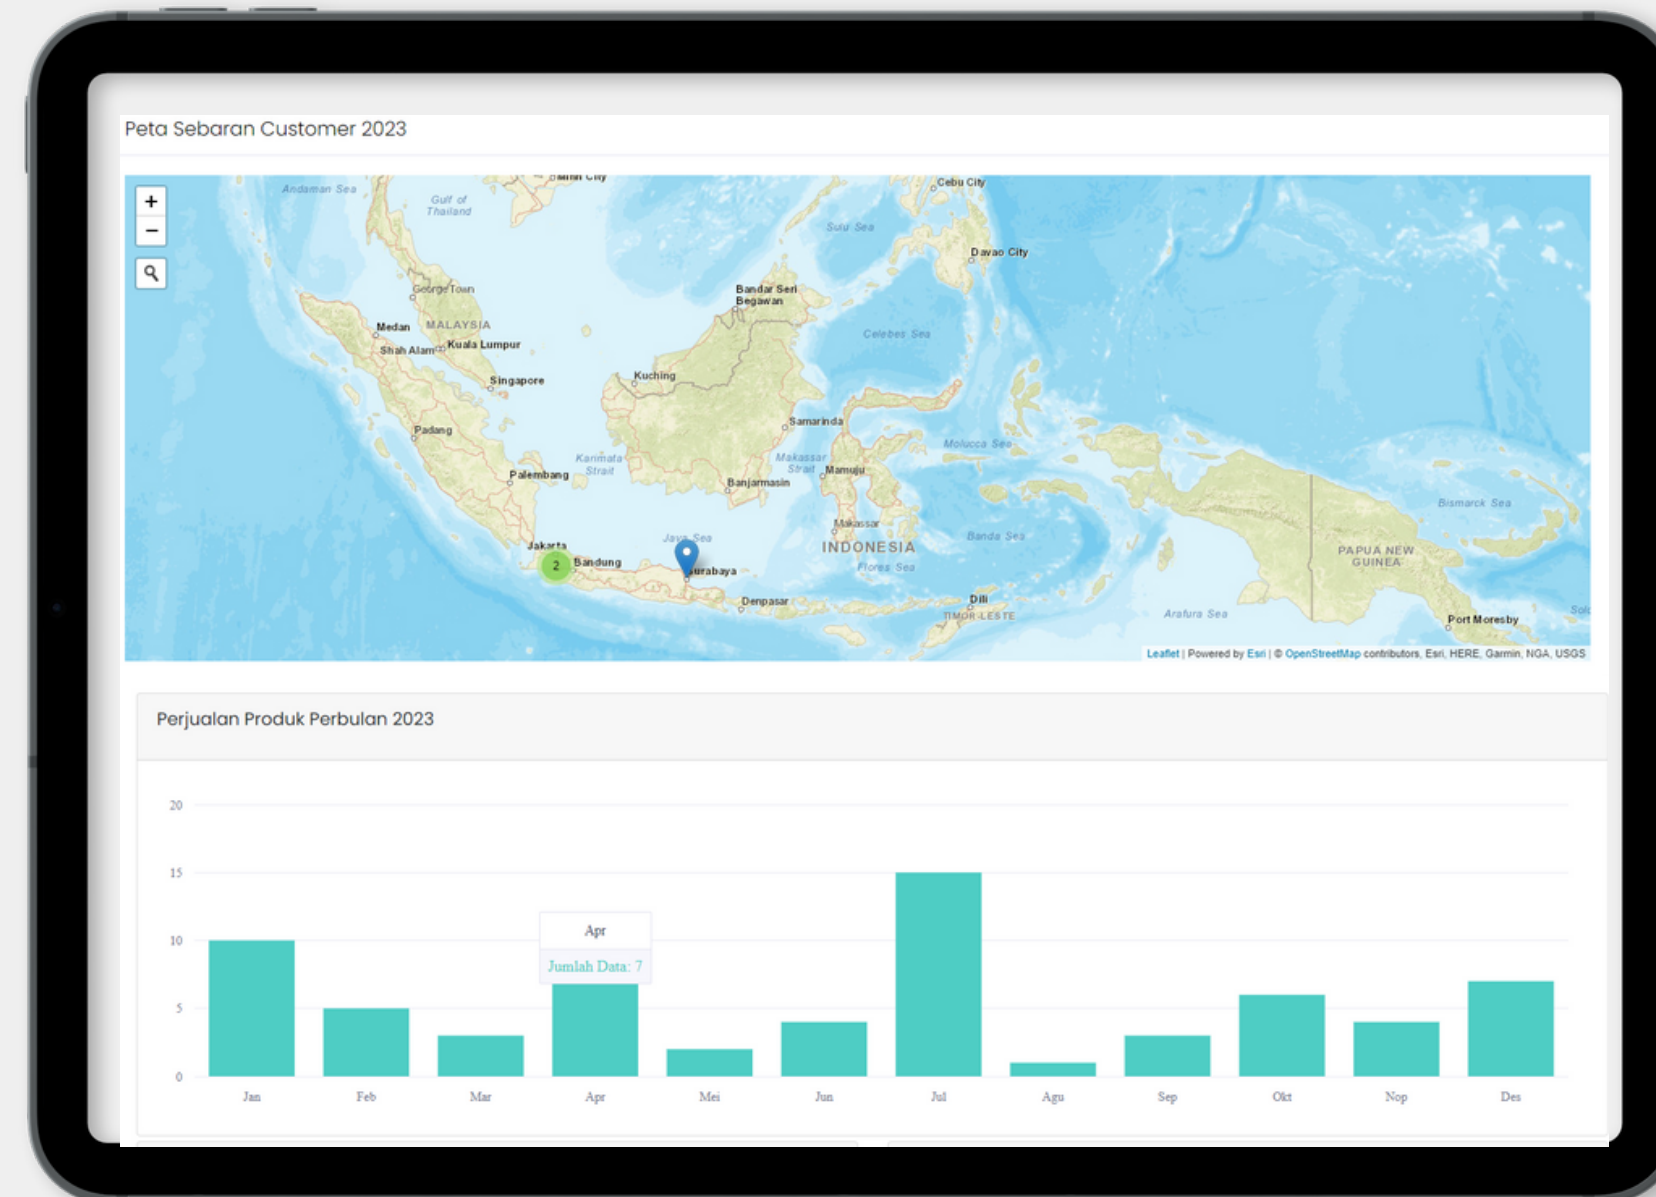 Peta Sebaran Customer 2023
+
−
Andaman Sea
Gulf of
Thailand
Minh City
Cebu City
Sulu Sea
Davao City
George Town
Bandar Seri
Begawan
Medan
MALAYSIA
Celebes Sea
Shah Alam
Kuala Lumpur
Singapore
Kuching
Samarinda
Padang
Molucca Sea
Karimata
Strait
Makassar
Strait
Mamuju
Palembang
Banjarmasin
Bismarck Sea
Makassar
Jakarta
Java Sea
Banda Sea
INDONESIA
PAPUA NEW
GUINEA
2
Bandung
urabaya
Flores Sea
Denpasar
Dili
TIMOR-LESTE
Arafura Sea
Port Moresby
Leaflet | Powered by Esri | © OpenStreetMap contributors, Esri, HERE, Garmin, NGA, USGS
Perjualan Produk Perbulan 2023
20
15
10
5
0
Apr
Jumlah Data: 7
Jan Feb Mar Apr Mei Jun Jul Agu Sep Okt Nop Des